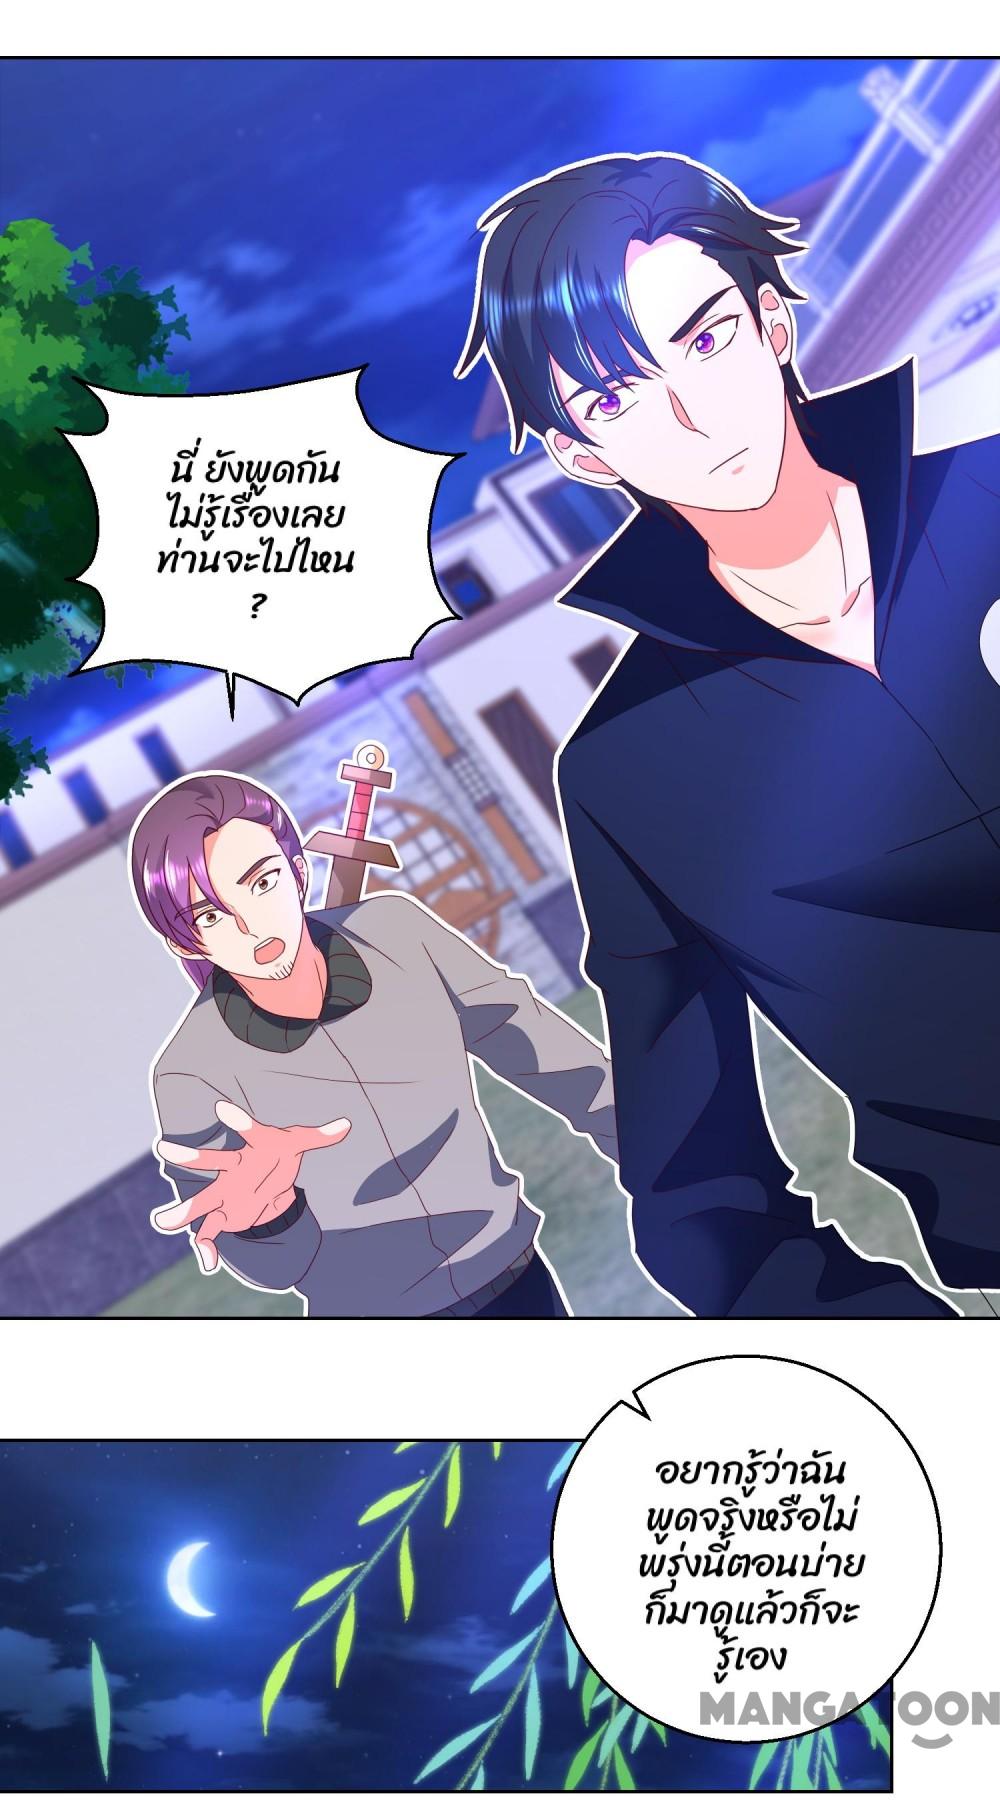 นี่ ยังพูดกัน
ไม่รู้เรื่องเลย
ท่านจะไปไหน
?
อยากรู้ว่าฉัน
พูดจริงหรือไม่
พรุ่งนี้ตอนบ่าย
ก็มาดูแล้วก็จะ
รู้เอง
MANGATOON